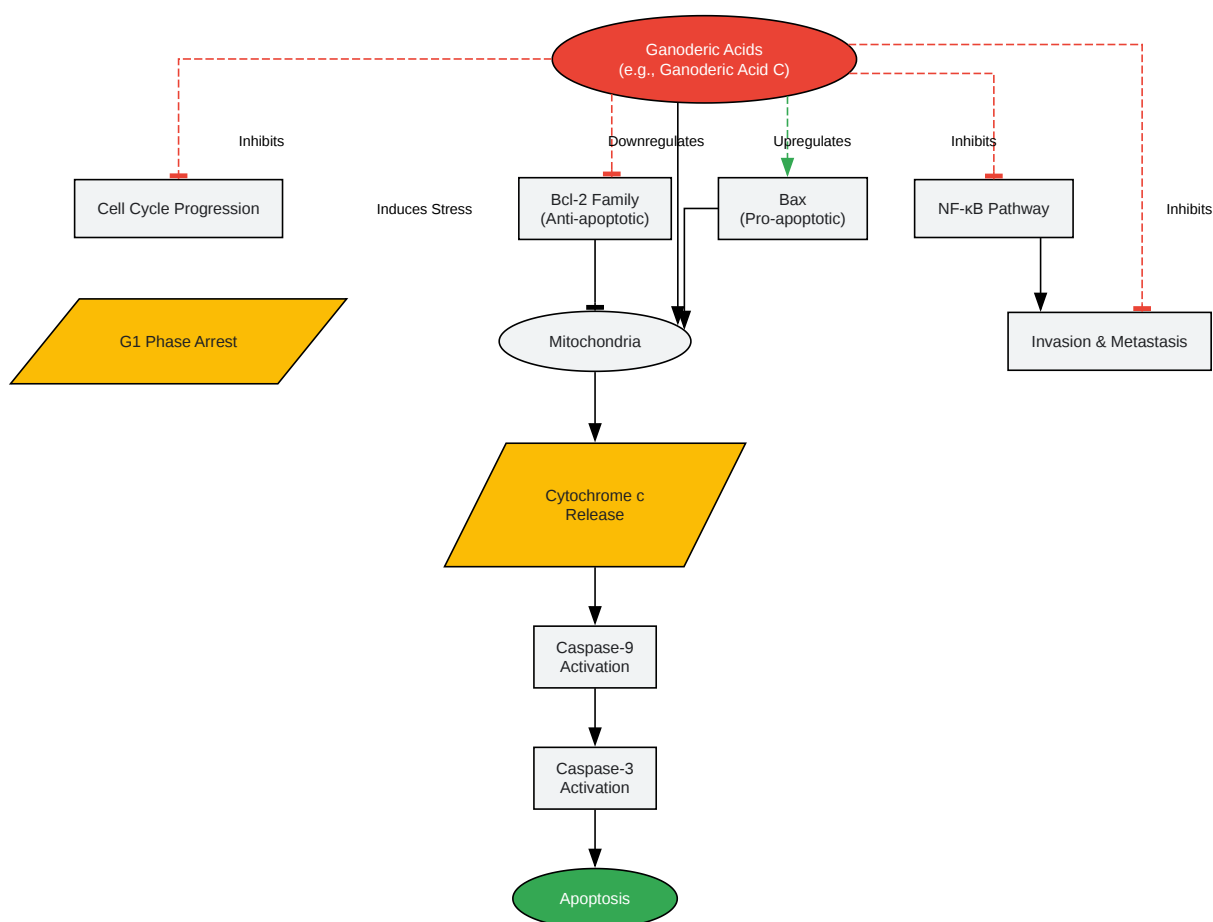 Ganoderic Acids
(e.g., Ganoderic Acid C)
Inhibits
Downregulates
Upregulates
Inhibits
Cell Cycle Progression
Induces Stress
Bcl-2 Family
(Anti-apoptotic)
Bax
(Pro-apoptotic)
NF-κB Pathway
Inhibits
G1 Phase Arrest
Mitochondria
Invasion & Metastasis
Cytochrome c
Release
Caspase-9
Activation
Caspase-3
Activation
Apoptosis